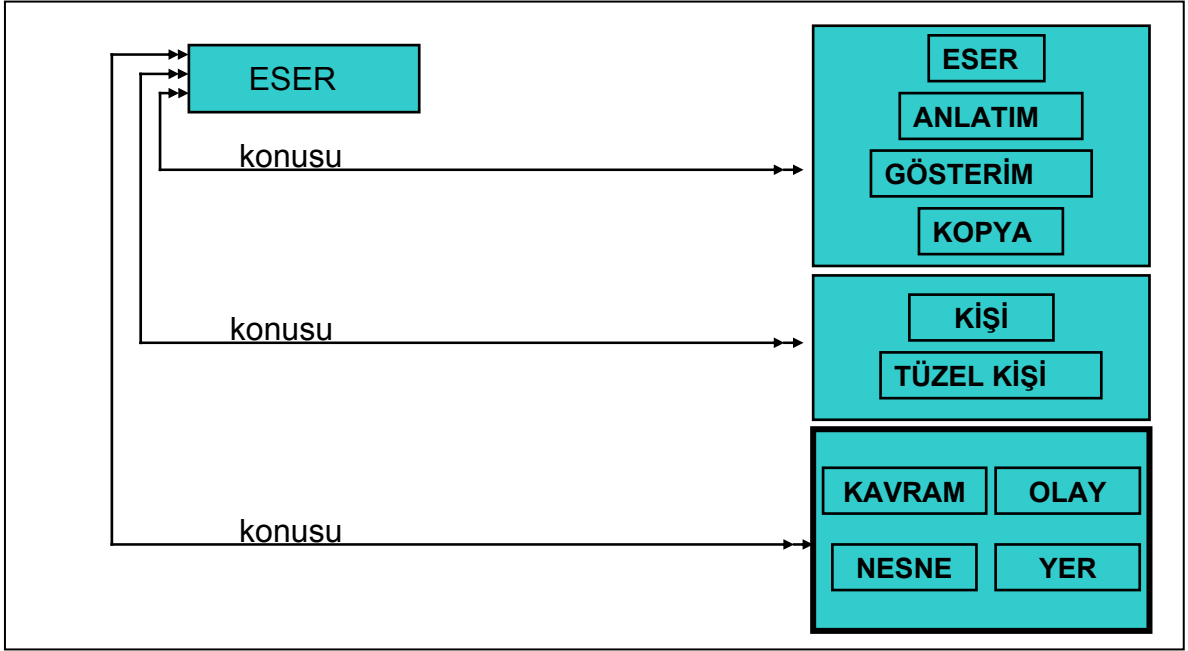 ESER
konusu
ESER
ANLATIM
GÖSTERİM
KOPYA
konusu
KİŞİ
TÜZEL KİŞİ
konusu
KAVRAM
OLAY
NESNE
YER